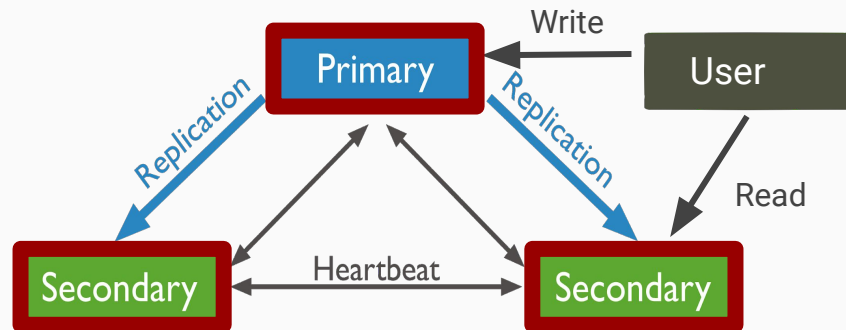 Write
Primary
User
Replication
Replication
Read
Heartbeat
Secondary
Secondary